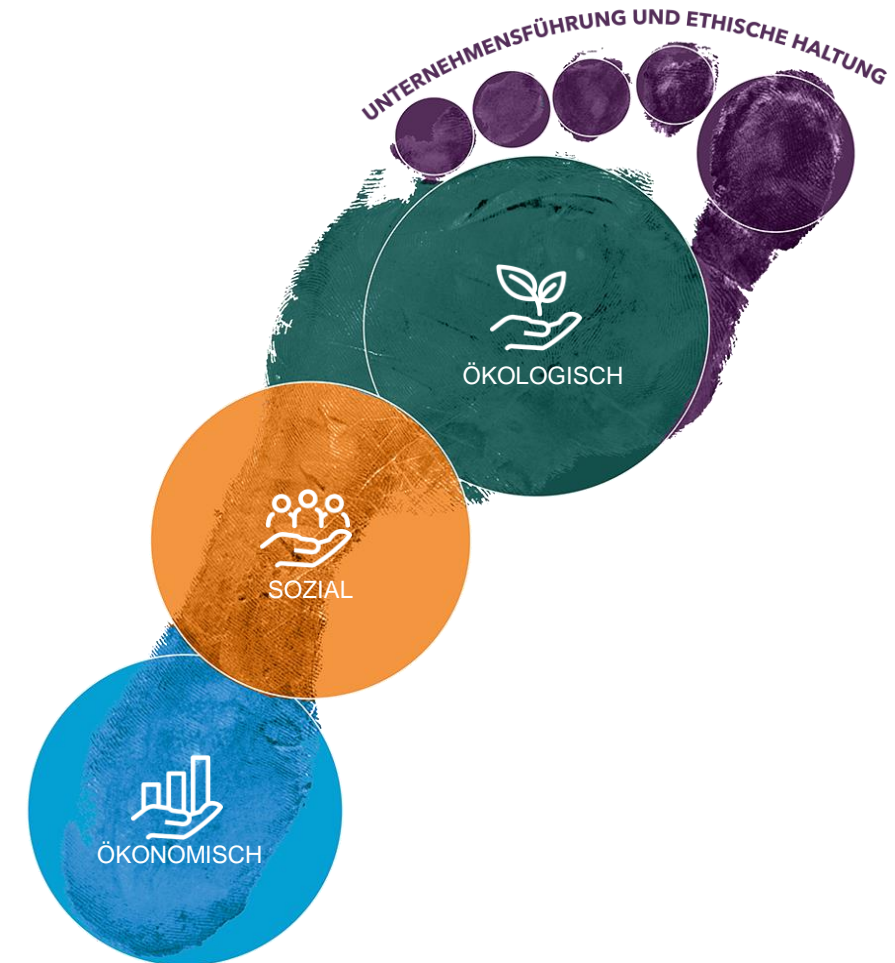 UNTERNEHMENSFÜHRUNG UND ETHISCHE HALTUNG
ÖKOLOGISCH
SOZIAL
ÖKONOMISCH